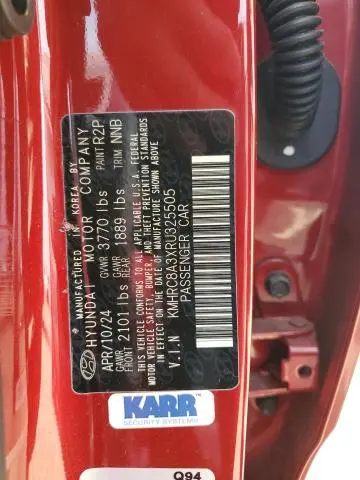 MANUFACTURED IN KOREA BY
HYUNDAI MOTOR COMPANY
APR/10/24 GVWR 3770 lbs PAINT R2P
GAWR FRONT 2101 lbs GAWR REAR 1889 lbs TRIM NNB
THIS VEHICLE CONFORMS TO ALL APPLICABLE U.S.A. FEDERAL
MOTOR VEHICLE SAFETY, BUMPER, AND THEFT PREVENTION STANDARDS
IN EFFECT ON THE DATE OF MANUFACTURE SHOWN ABOVE.
KMHRC8A3XRU325505
V.I.N PASSENGER CAR
KARR
SECURITY SYSTEMS
Q94